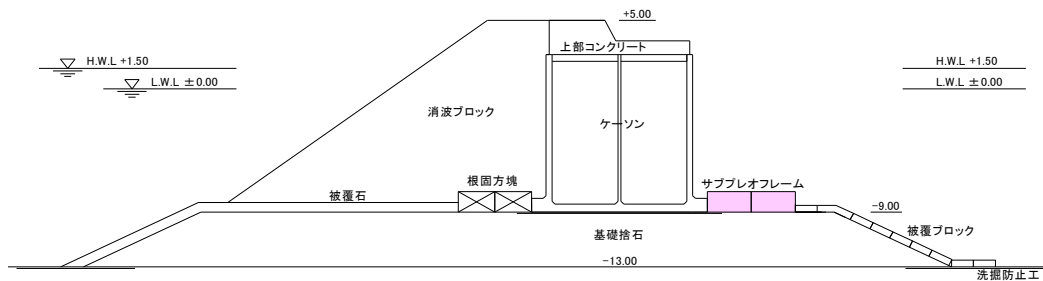 +5.00
上部コンクリート
H.W.L +1.50
L.W.L ±0.00
H.W.L +1.50
L.W.L ±0.00
消波ブロック
ケーソン
根固方塊
サブプレオフレーム
被覆石
-9.00
被覆ブロック
基礎捨石
-13.00
洗掘防止工